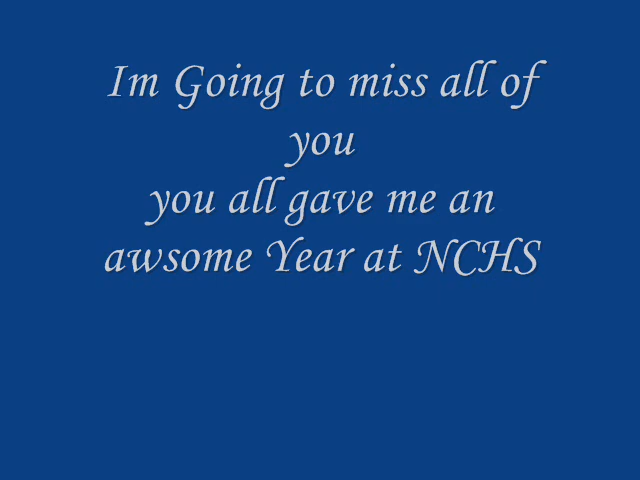 Im Going to miss all of
you
you all gave me an
awsome Year at NCHS